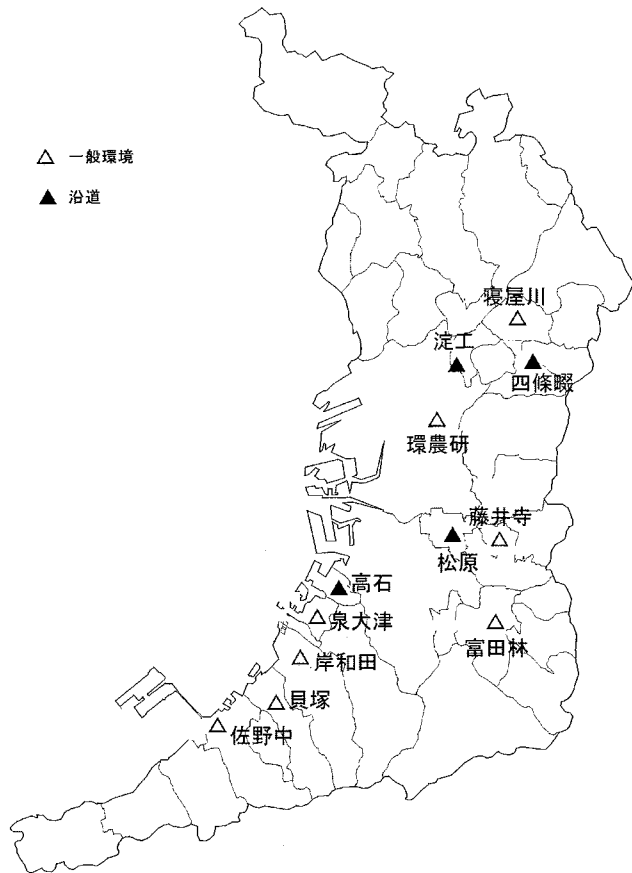 △ 一般環境
▲ 沿道
寝屋川
淀工
四條畷
環農研
藤井寺
松原
高石
泉大津
富田林
岸和田
貝塚
佐野中